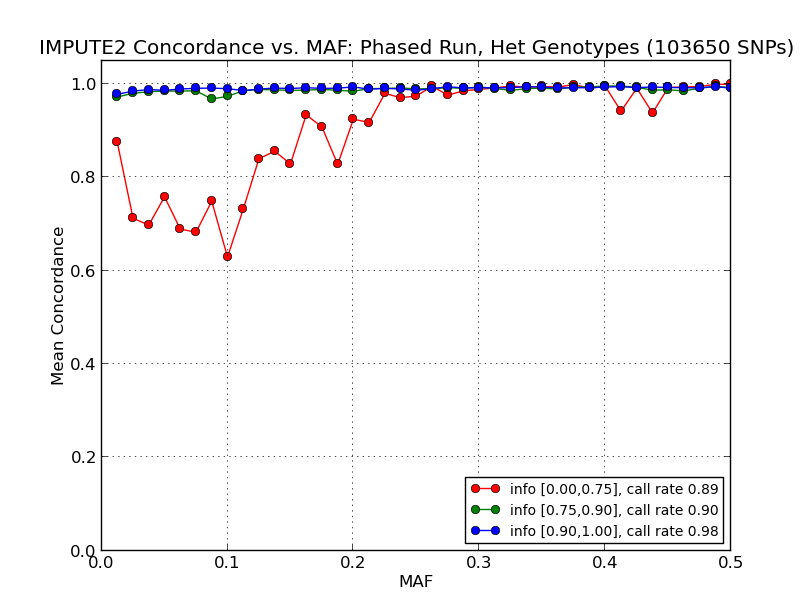 IMPUTE2 Concordance vs. MAF: Phased Run, Het Genotypes (103650 SNPs)
1.0
0.8
0.6
0.4
0.2
0.0
Mean Concordance
info [0.00,0.75], call rate 0.89
info [0.75,0.90], call rate 0.90
info [0.90,1.00], call rate 0.98
0.0 0.1 0.2 0.3 0.4 0.5
MAF